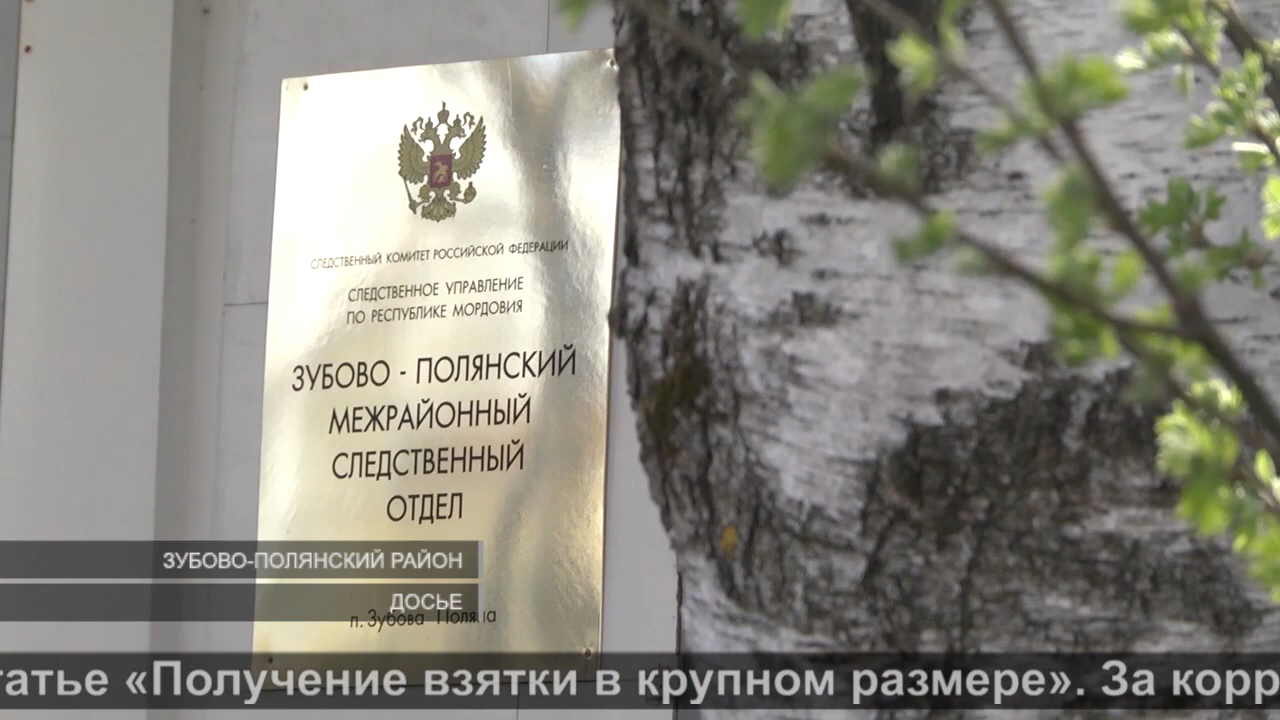 СЛЕДСТВЕННЫЙ КОМИТЕТ РОССИЙСКОЙ ФЕДЕРАЦИИ
СЛЕДСТВЕННОЕ УПРАВЛЕНИЕ
ПО РЕСПУБЛИКЕ МОРДОВИЯ
ЗУБОВО - ПОЛЯНСКИЙ
МЕЖРАЙОННЫЙ
СЛЕДСТВЕННЫЙ
ОТДЕЛ
ЗУБОВО-ПОЛЯНСКИЙ РАЙОН
ДОСЬЕ
п. Зубова Поляна
татье «Получение взятки в крупном размере». За корр